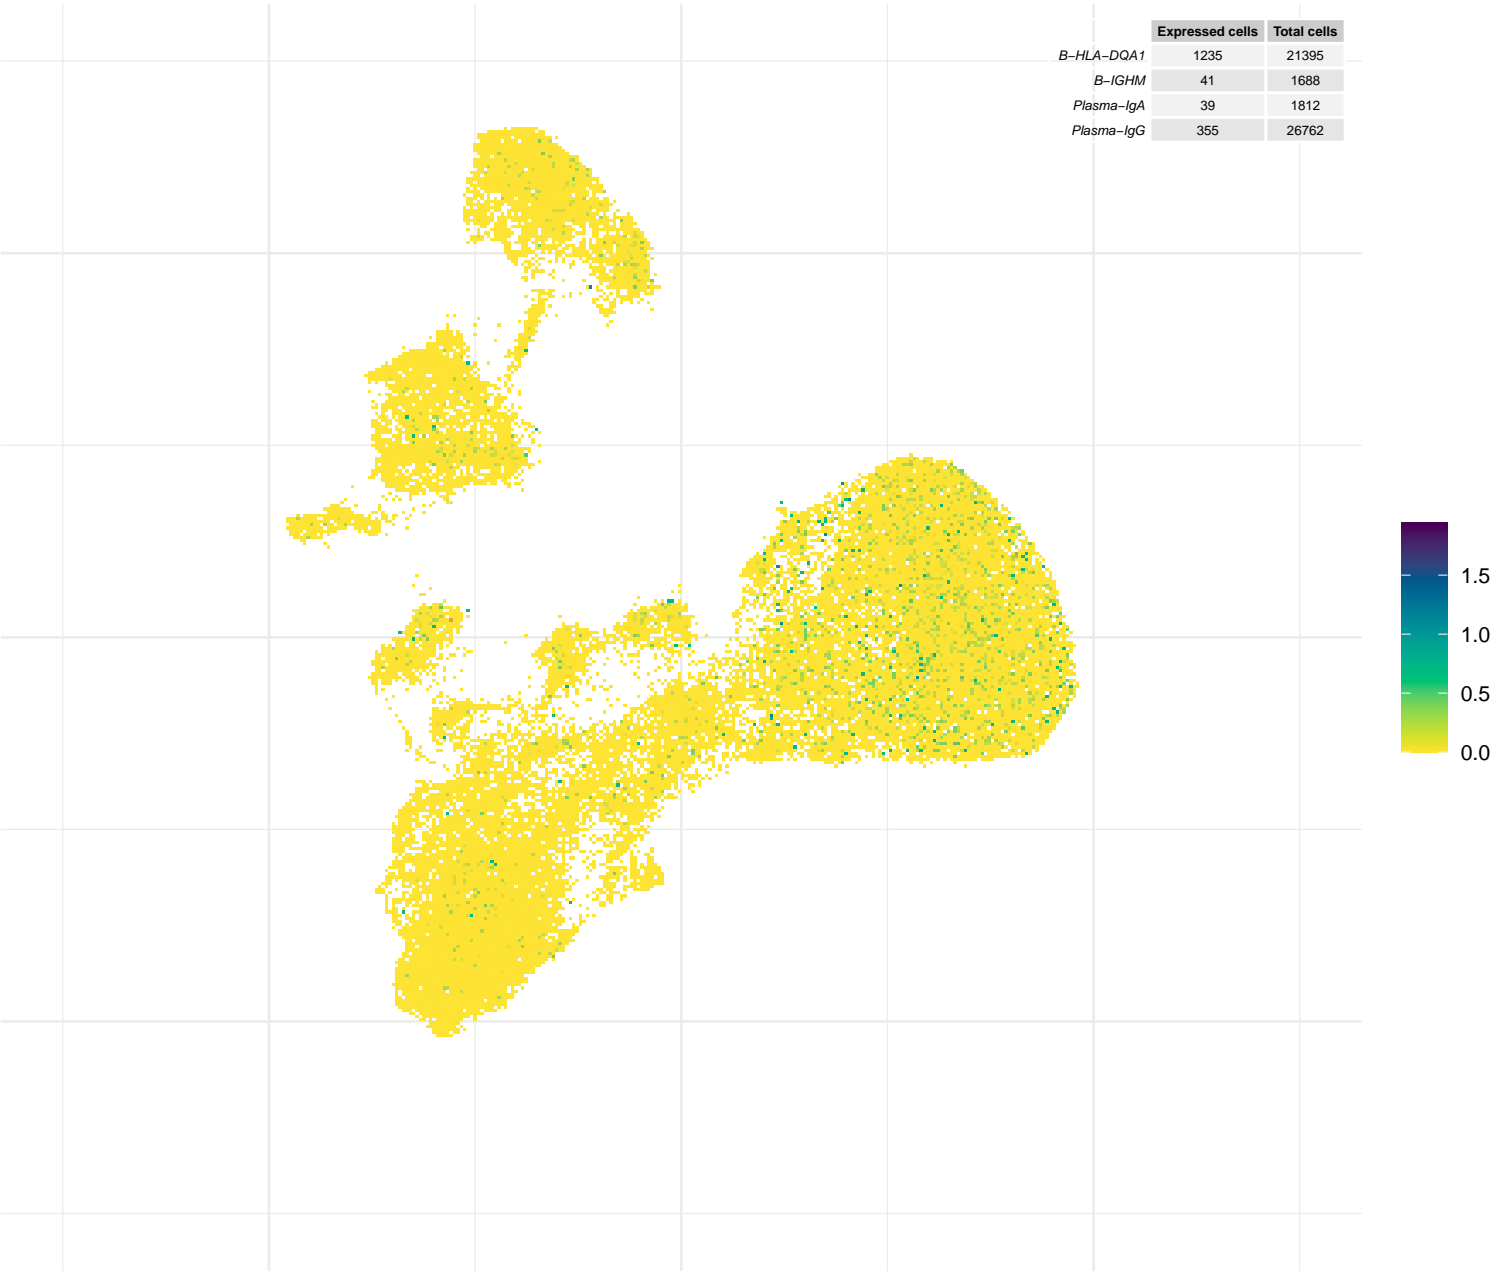 Expressed cells Total cells
B−HLA−DQA1 1235 21395
B−IGHM 41 1688
Plasma−IgA 39 1812
Plasma−IgG 355 26762
1.5
1.0
0.5
0.0